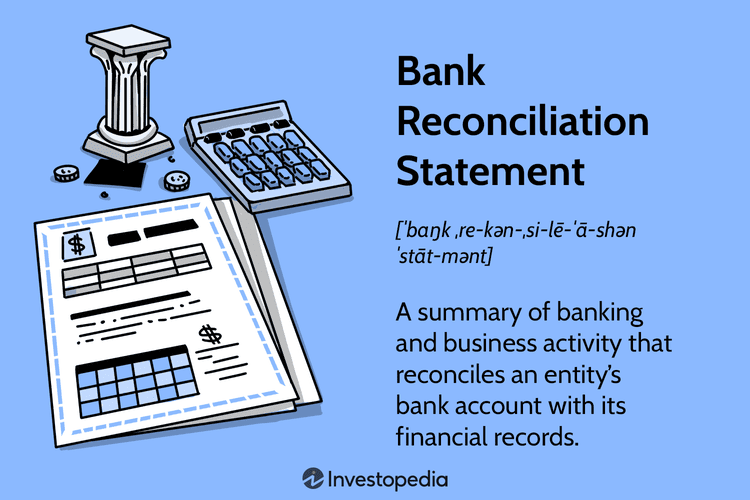 Bank
Reconciliation
Statement
[ˈbaŋk ˌre-kən-ˌsi-lē-ˈā-shən
ˈstāt-mənt]
A summary of banking
and business activity that
reconciles an entity’s
bank account with its
financial records.
$
$
Investopedia